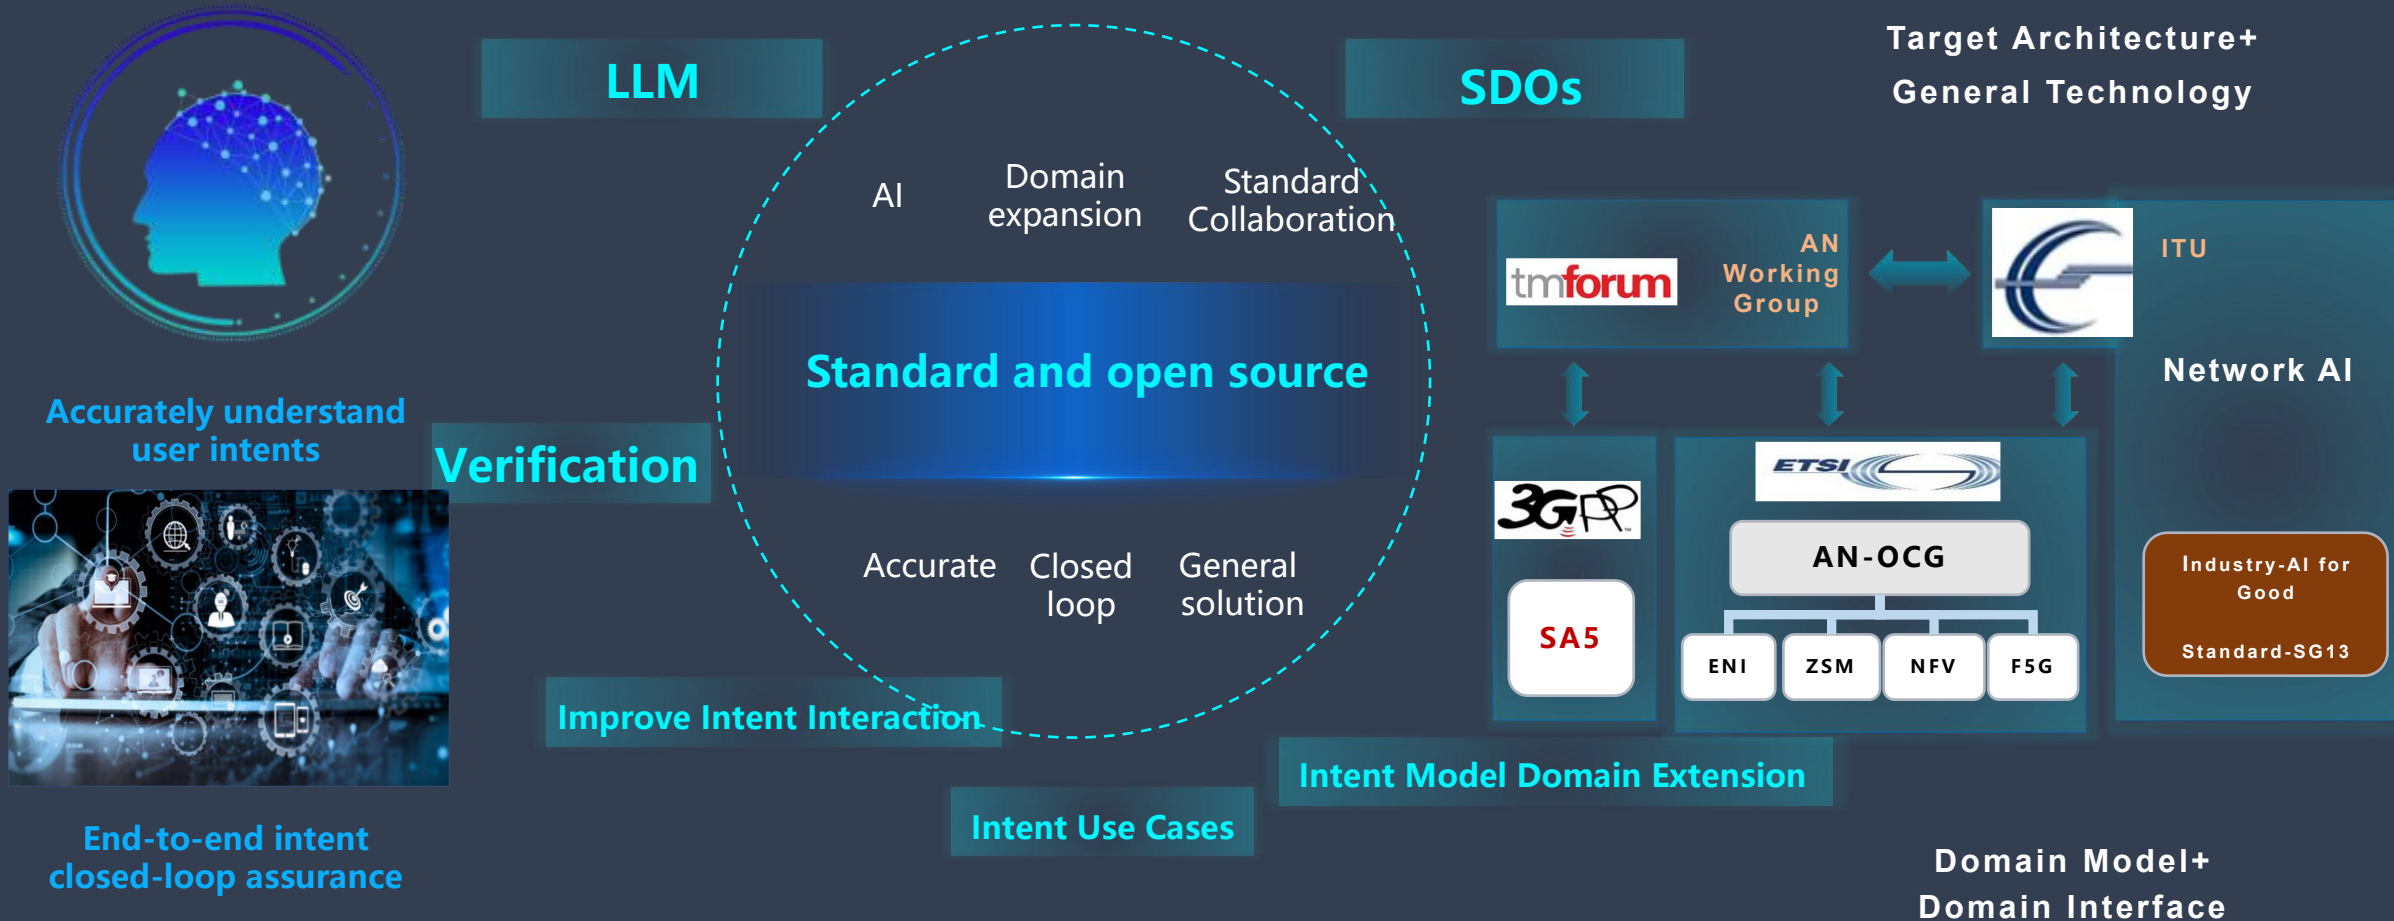 LLM
SDOs
Target Architecture+
General Technology
AI
Domain
expansion
Standard
Collaboration
Standard and open source
Accurate
Closed
loop
General
solution
Accurately understand
user intents
Verification
End-to-end intent
closed-loop assurance
Improve Intent Interaction
Intent Use Cases
Intent Model Domain Extension
tmforum
AN
Working
Group
ITU
Network AI
3GPP
SA5
ETSI
AN-OCG
ENI
ZSM
NFV
F5G
Industry-AI for
Good
Standard-SG13
Domain Model+
Domain Interface